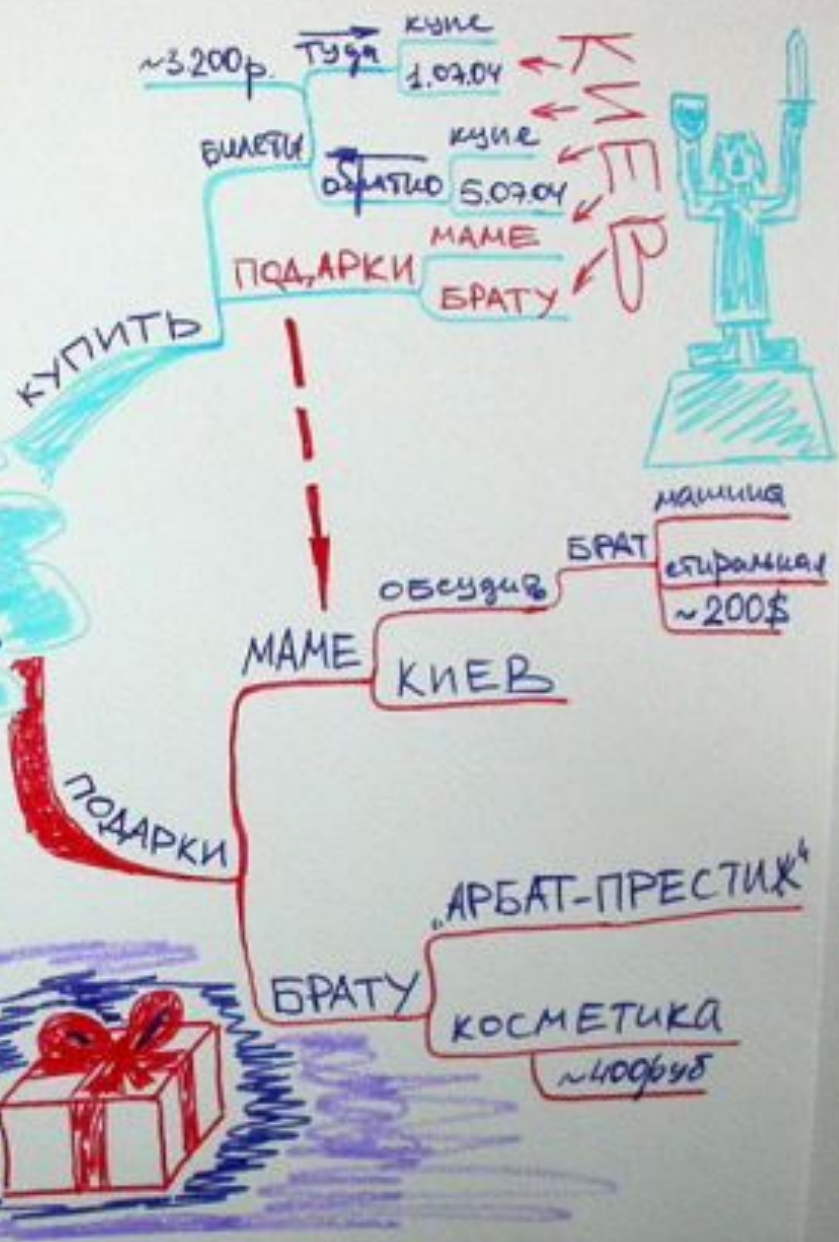 ~3.200р.
туда
купе
1.07.04
БИЛЕТЫ
обратно
купе
5.07.04
КИЕВ
ПОДАРКИ
МАМЕ
БРАТУ
КУПИТЬ
МАМЕ
ОБСУДИВ
БРАТ
машина
стиральная
~200$
КИЕВ
ПОДАРКИ
БРАТУ
„АРБАТ-ПРЕСТИЖ“
КОСМЕТИКА
~400руб